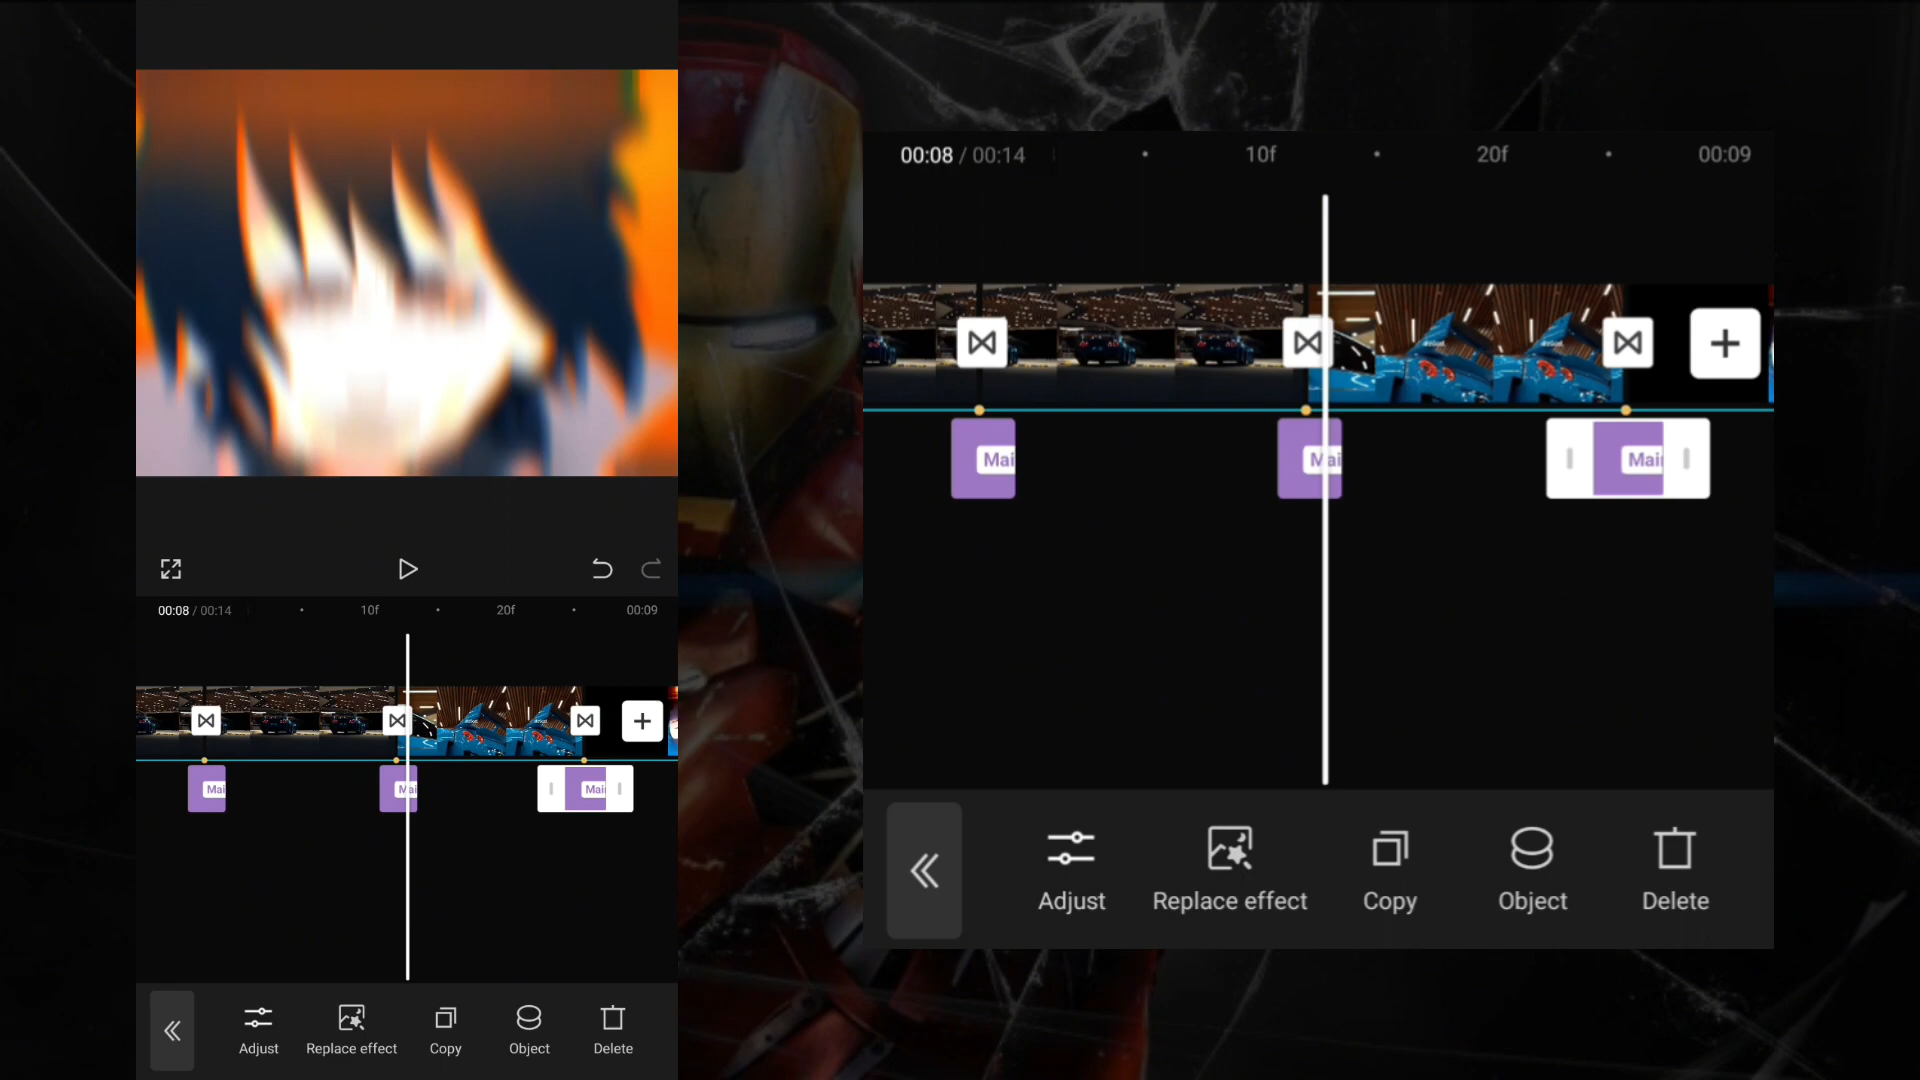 00:08 / 00:14
10f
20f
00:09
Mai
Mai
Mai
Adjust
Replace effect
Copy
Object
Delete
00:08 / 00:14
10f
20f
00:09
Mai
Mai
Mai
Adjust
Replace effect
Copy
Object
Delete